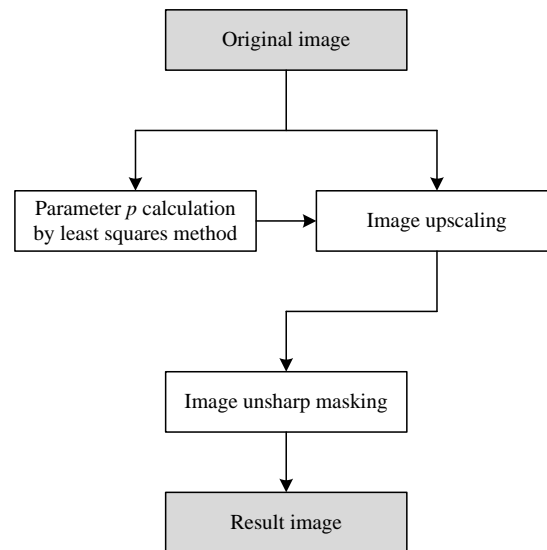 Original image
Parameter p calculation
by least squares method
Image upscaling
Image unsharp masking
Result image